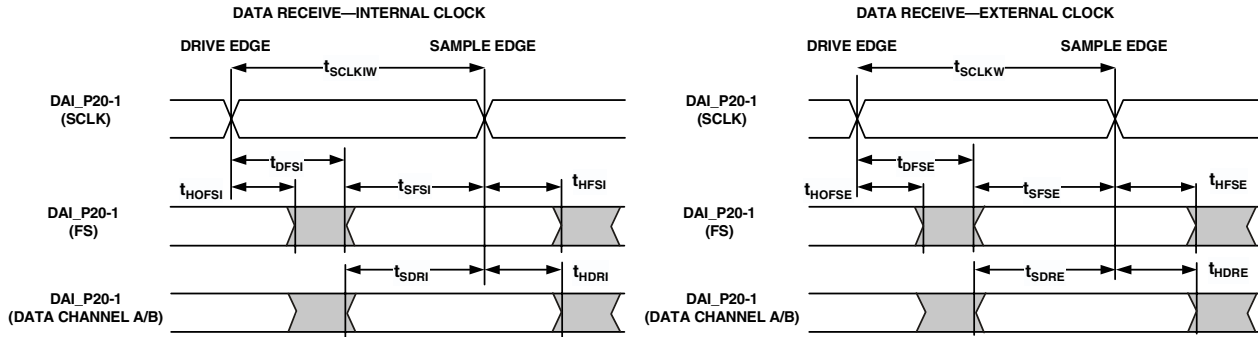 DATA RECEIVE—INTERNAL CLOCK
DRIVE EDGE
SAMPLE EDGE
tSCLKIW
DAI_P20-1
(SCLK)
tDFSI
tHOFSI
tSFSI
tHFSI
DAI_P20-1
(FS)
tSDRI
tHDRI
DAI_P20-1
(DATA CHANNEL A/B)
DATA RECEIVE—EXTERNAL CLOCK
DRIVE EDGE
SAMPLE EDGE
tSCLKW
DAI_P20-1
(SCLK)
tDFSE
tHOFSE
tSFSE
tHFSE
DAI_P20-1
(FS)
tSDRE
tHDRE
DAI_P20-1
(DATA CHANNEL A/B)